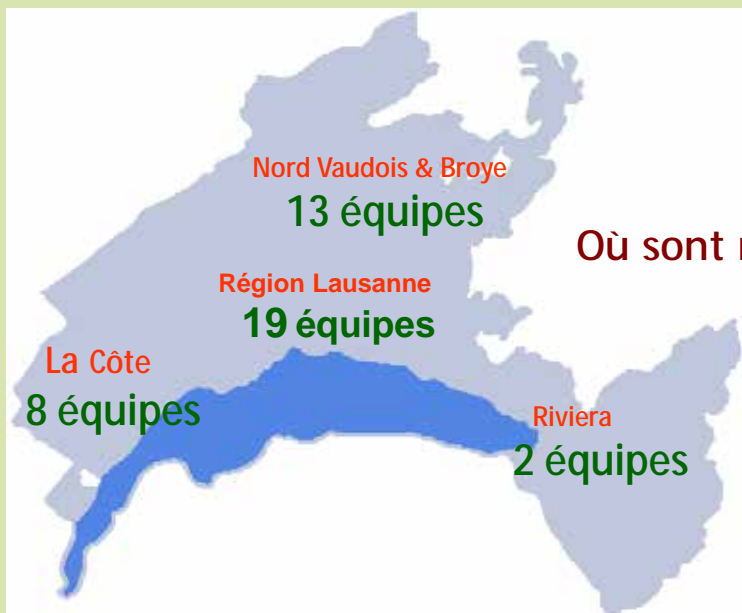 Nord Vaudois & Broye
13 équipes
Où sont
Région Lausanne
19 équipes
La Côte
8 équipes
Riviera
2 équipes